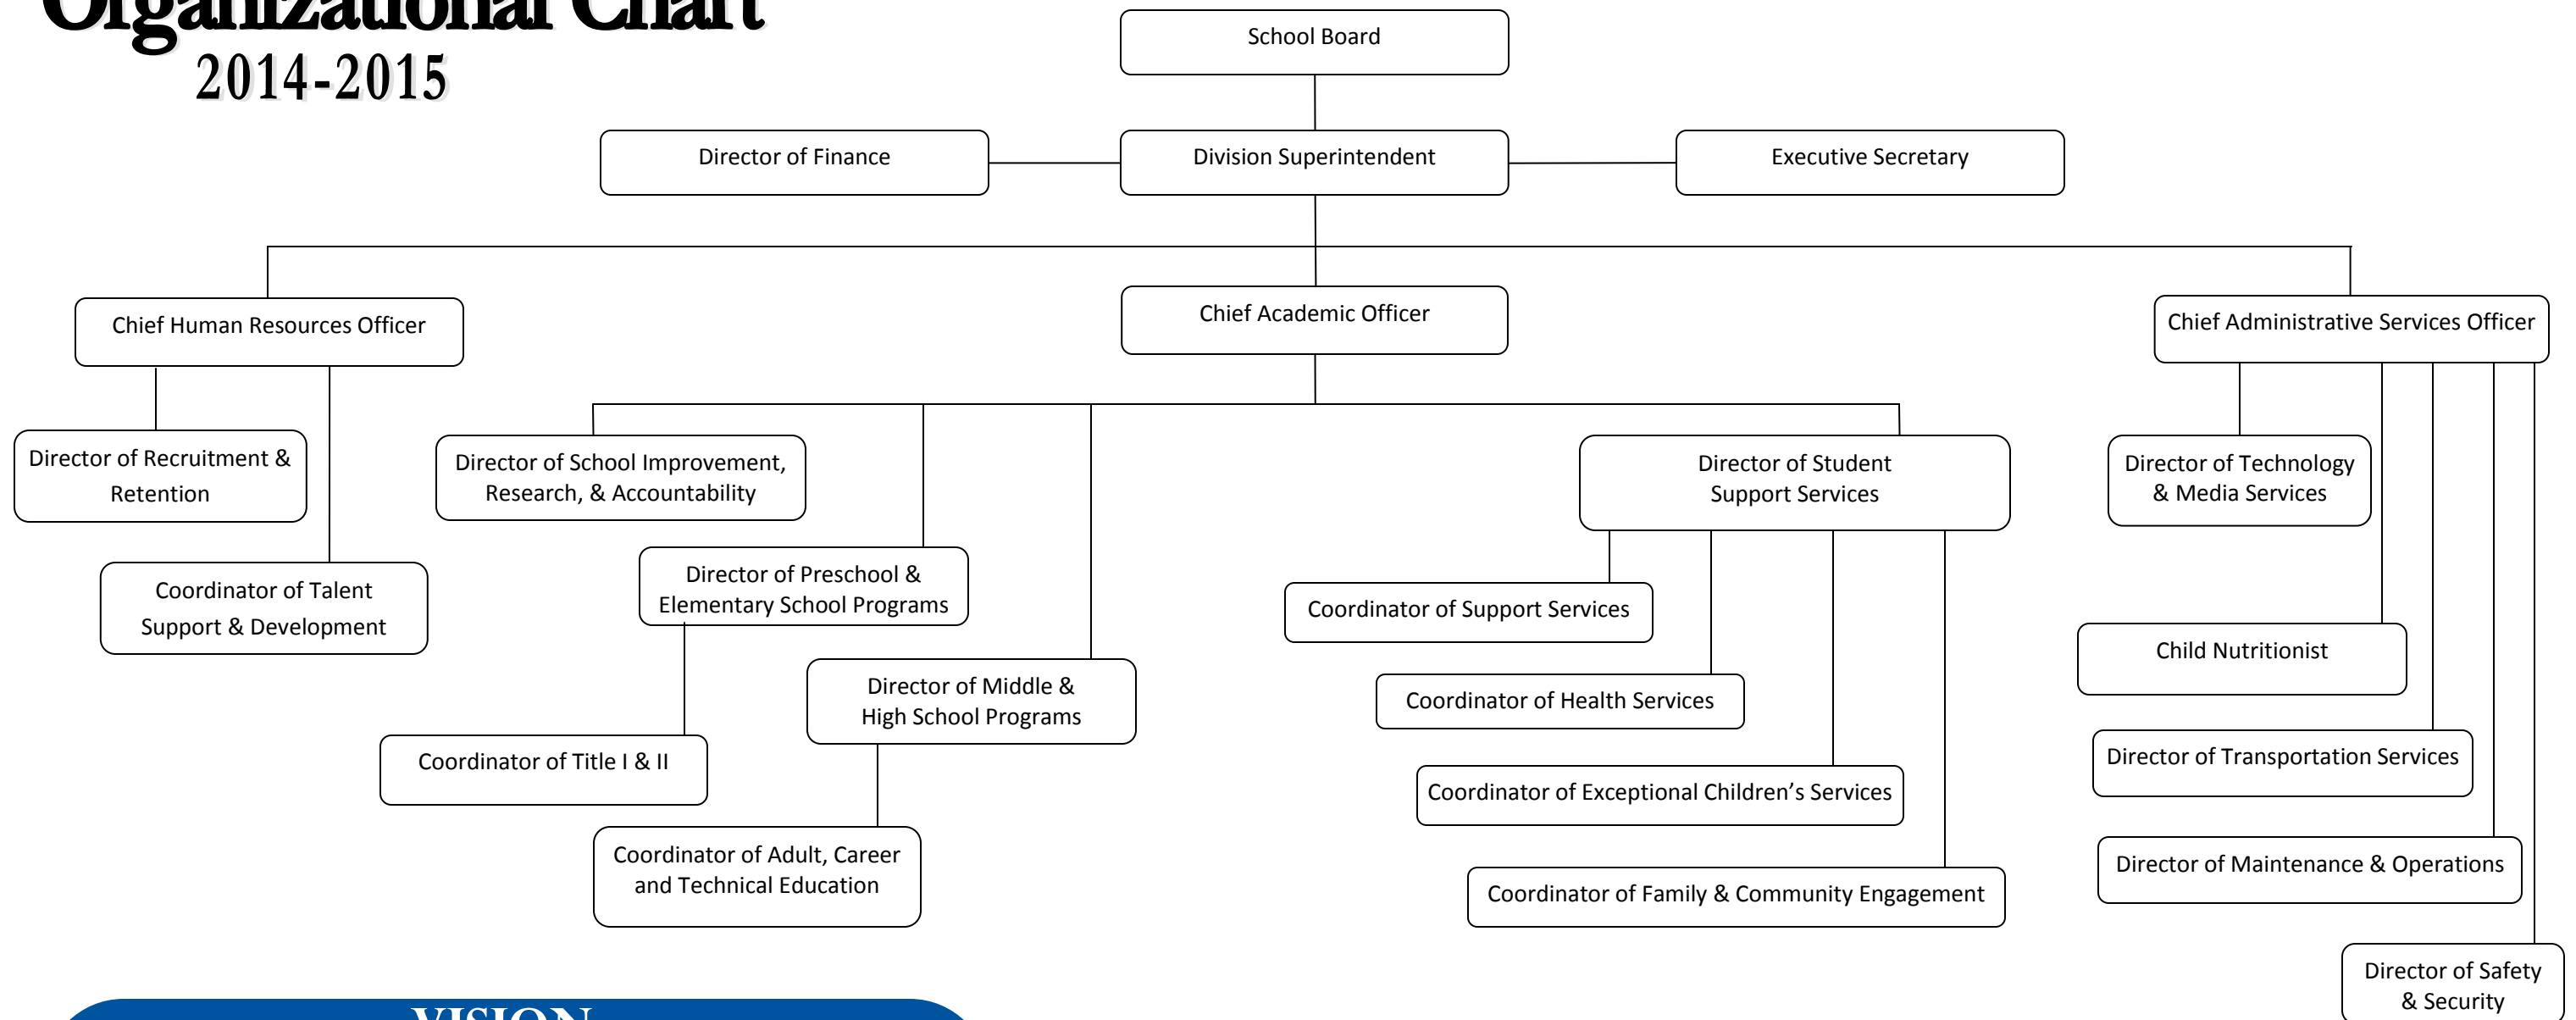 Organizational Chart
2014-2015
School Board
Director of Finance
Division Superintendent
Executive Secretary
Chief Human Resources Officer
Chief Academic Officer
Chief Administrative Services Officer
Director of Recruitment &
Retention
Coordinator of Talent
Support & Development
Director of School Improvement,
Research, & Accountability
Director of Preschool &
Elementary School Programs
Coordinator of Title I & II
Director of Middle &
High School Programs
Coordinator of Adult, Career
and Technical Education
Director of Student
Support Services
Coordinator of Support Services
Coordinator of Health Services
Coordinator of Exceptional Children’s Services
Coordinator of Family & Community Engagement
Director of Technology
& Media Services
Child Nutritionist
Director of Transportation Services
Director of Maintenance & Operations
Director of Safety
& Security
VISION